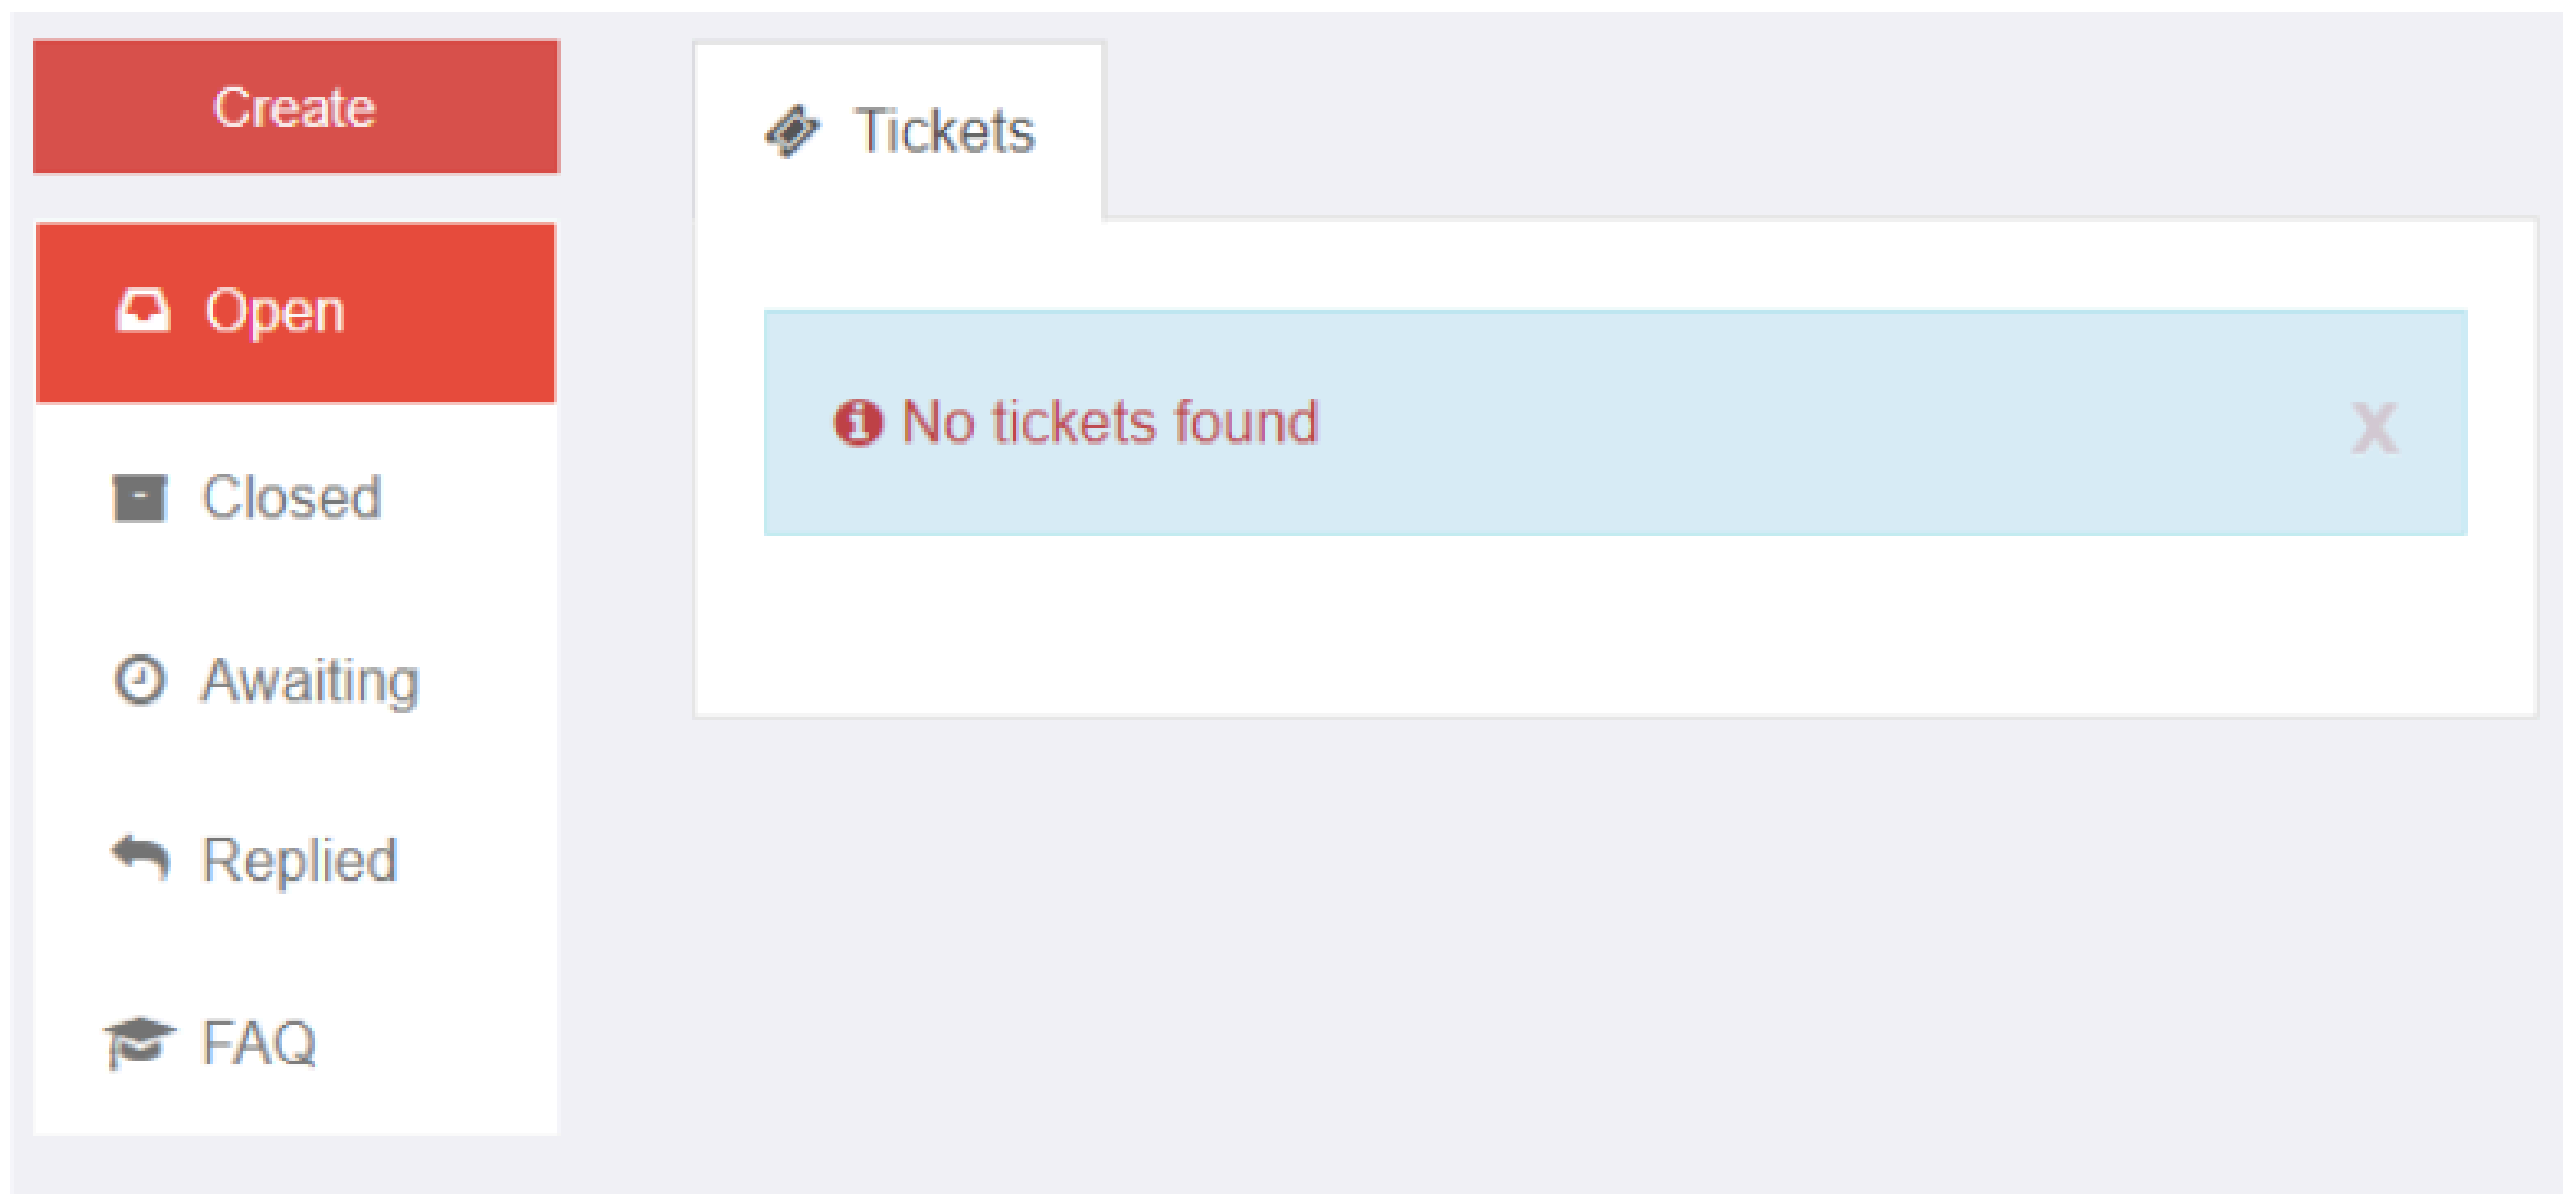 Create
Open
Closed
Awaiting
Replied
FAQ
Tickets
No tickets found
x